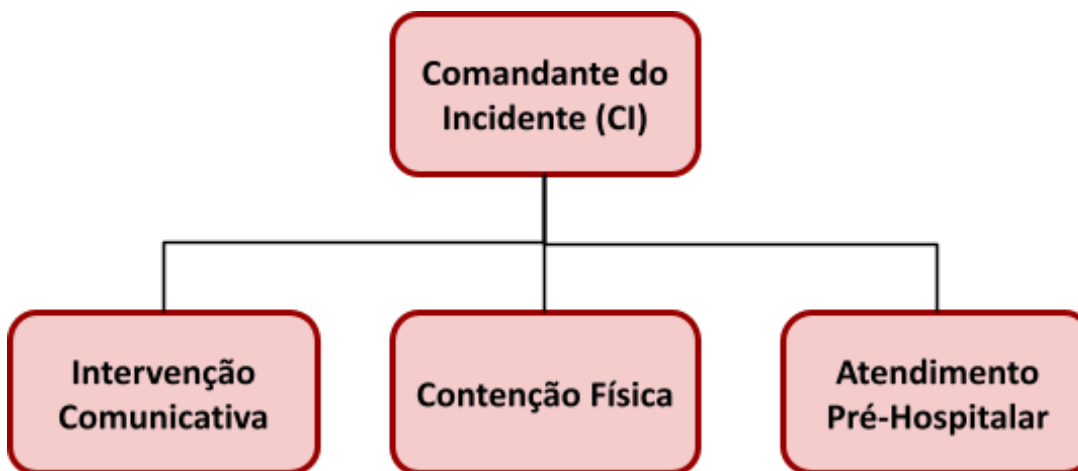 Comandante do
Incidente (CI)
Intervenção
Comunicativa
Contenção Física
Atendimento
Pré-Hospitalar